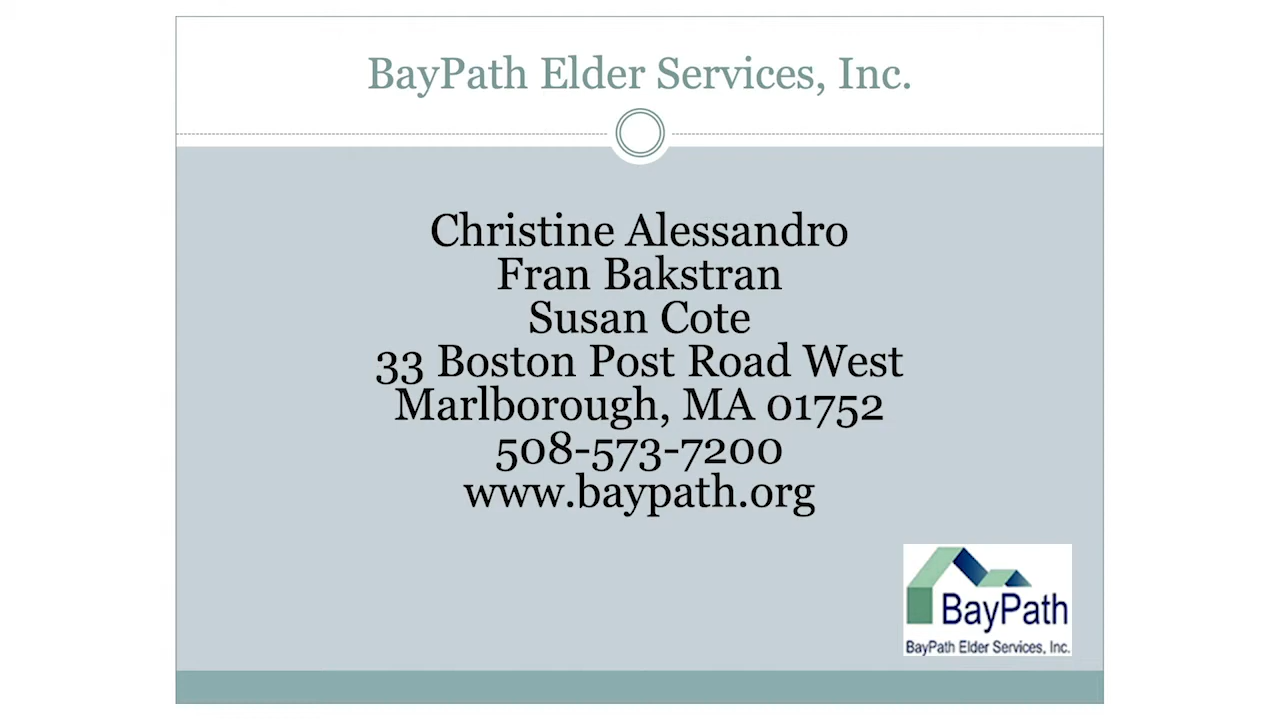 BayPath Elder Services, Inc.
Christine Alessandro
Fran Bakstran
Susan Cote
33 Boston Post Road West
Marlborough, MA 01752
508-573-7200
www.baypath.org
BayPath
BayPath Elder Services, Inc.